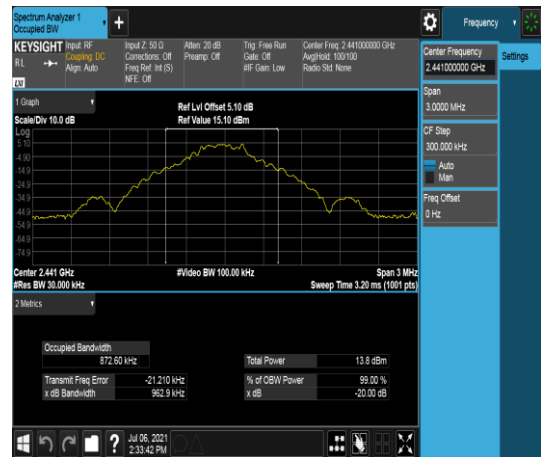 Spectrum Analyzer 1
Occupied BW
+
Frequency
KEYSIGHT
RL
LXI
Input: RF
Coupling: DC
Align: Auto
Input Z: 50 Ω
Corrections: Off
Freq Ref: Int (S)
NFE: Off
Atten: 20 dB
Preamp: Off
Trig: Free Run
Gate: Off
#IF Gain: Low
Center Freq: 2.441000000 GHz
Avg|Hold: 100/100
Radio Std: None
Center Frequency
2.441000000 GHz
Settings
Span
3.0000 MHz
CF Step
300.000 kHz
Auto
Man
Freq Offset
0 Hz
1 Graph
Scale/Div 10.0 dB
Ref Lvl Offset 5.10 dB
Ref Value 15.10 dBm
Log
5.10
-4.90
-14.9
-24.9
-34.9
-44.9
-54.9
-64.9
-74.9
Center 2.441 GHz
#Res BW 30.000 kHz
#Video BW 100.00 kHz
Span 3 MHz
Sweep Time 3.20 ms (1001 pts)
2 Metrics
Occupied Bandwidth
872.60 kHz
Total Power 13.8 dBm
Transmit Freq Error -21.210 kHz
% of OBW Power 99.00 %
x dB Bandwidth 962.9 kHz
x dB -20.00 dB
?
Jul 06, 2021
2:33:42 PM